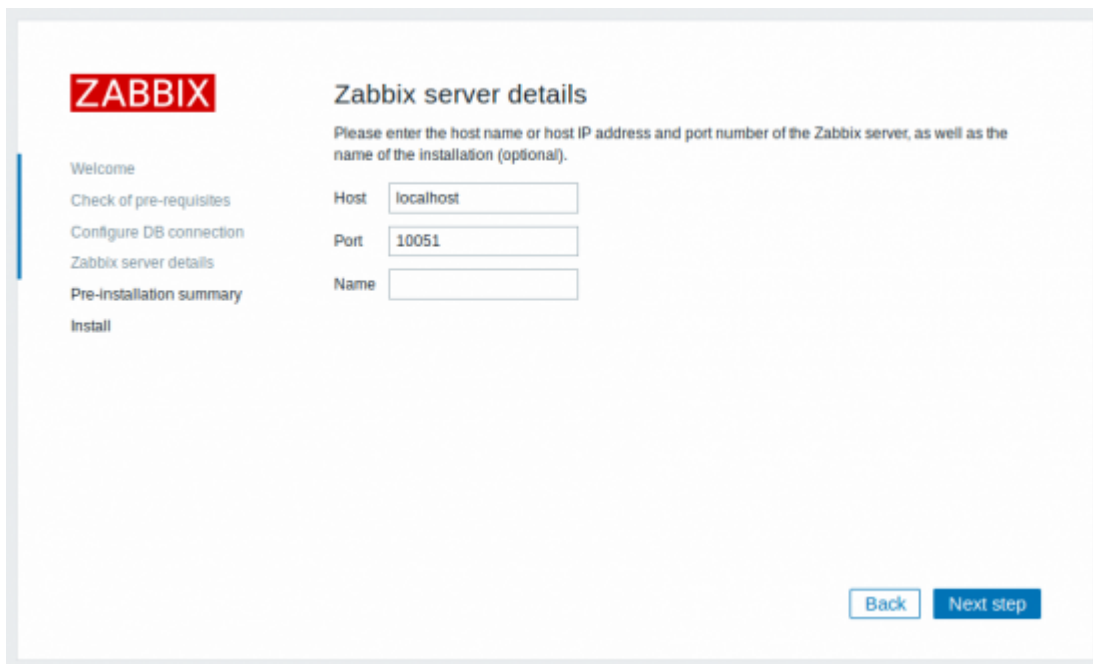 ZABBIX
Welcome
Check of pre-requisites
Configure DB connection
Zabbix server details
Pre-installation summary
Install
Zabbix server details
Please enter the host name or host IP address and port number of the Zabbix server, as well as the
name of the installation (optional).
Host localhost
Port 10051
Name
Back Next step